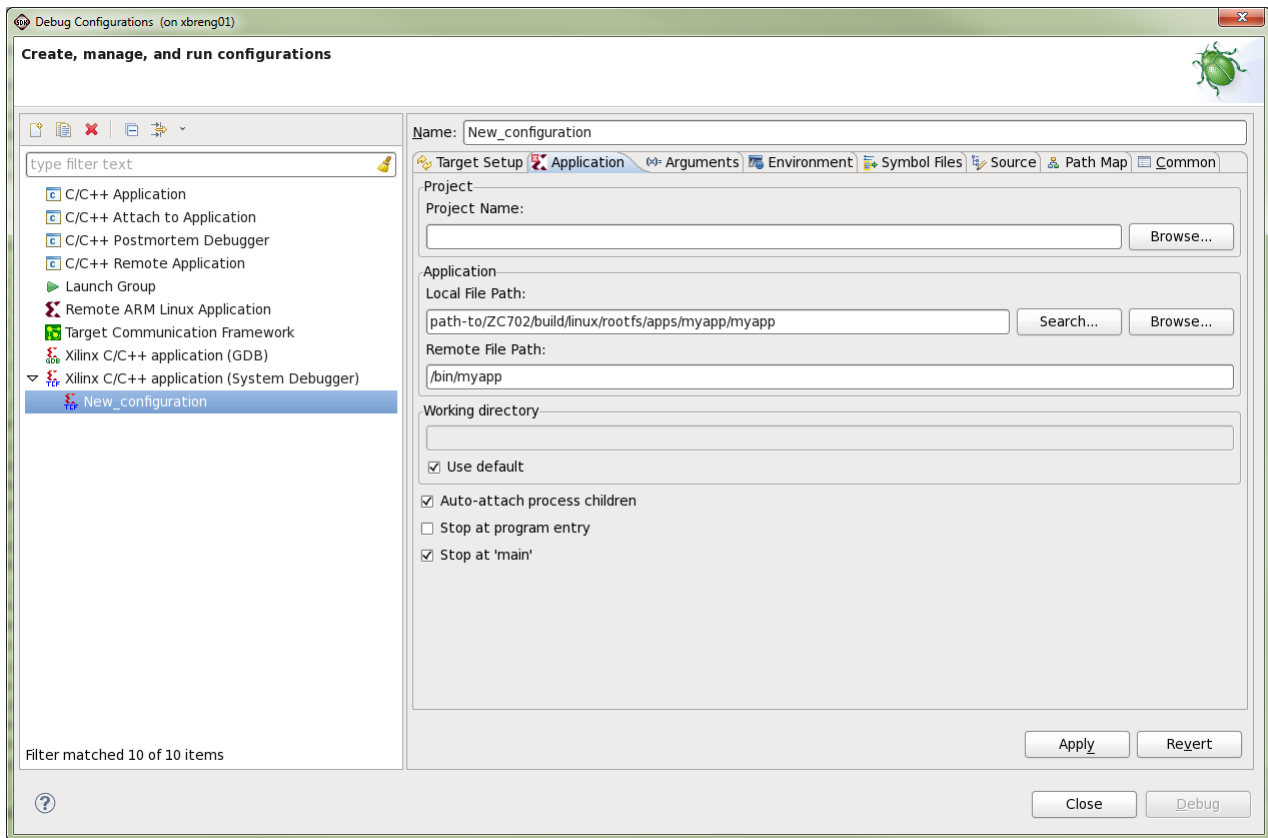 Debug Configurations (on xbreng01)
Create, manage, and run configurations
type filter text
C/C++ Application
C/C++ Attach to Application
C/C++ Postmortem Debugger
C/C++ Remote Application
Launch Group
Remote ARM Linux Application
Target Communication Framework
Xilinx C/C++ application (GDB)
Xilinx C/C++ application (System Debugger)
New_configuration
Filter matched 10 of 10 items
Name: New_configuration
Target Setup Application (x)= Arguments Environment Symbol Files Source Path Map Common
Project
Project Name:
Browse...
Application
Local File Path:
path-to/ZC702/build/linux/rootfs/apps/myapp/myapp Search... Browse...
Remote File Path:
/bin/myapp
Working directory
Use default
Auto-attach process children
Stop at program entry
Stop at 'main'
Apply Revert
Close Debug